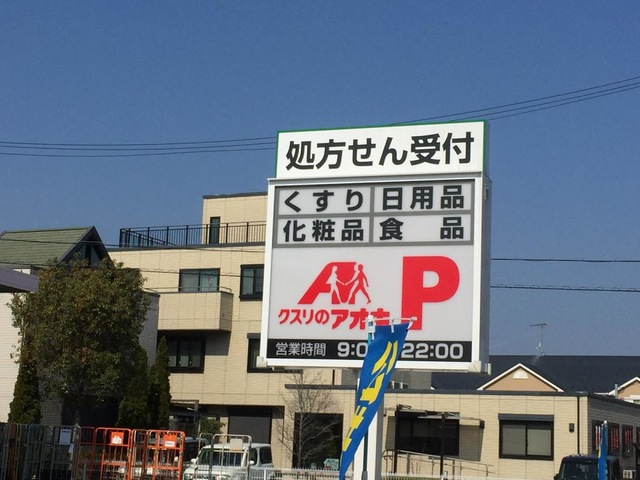 処方せん受付
くすり 日用品
化粧品 食品
P
クスリのアオキ
営業時間 9:00 22:00